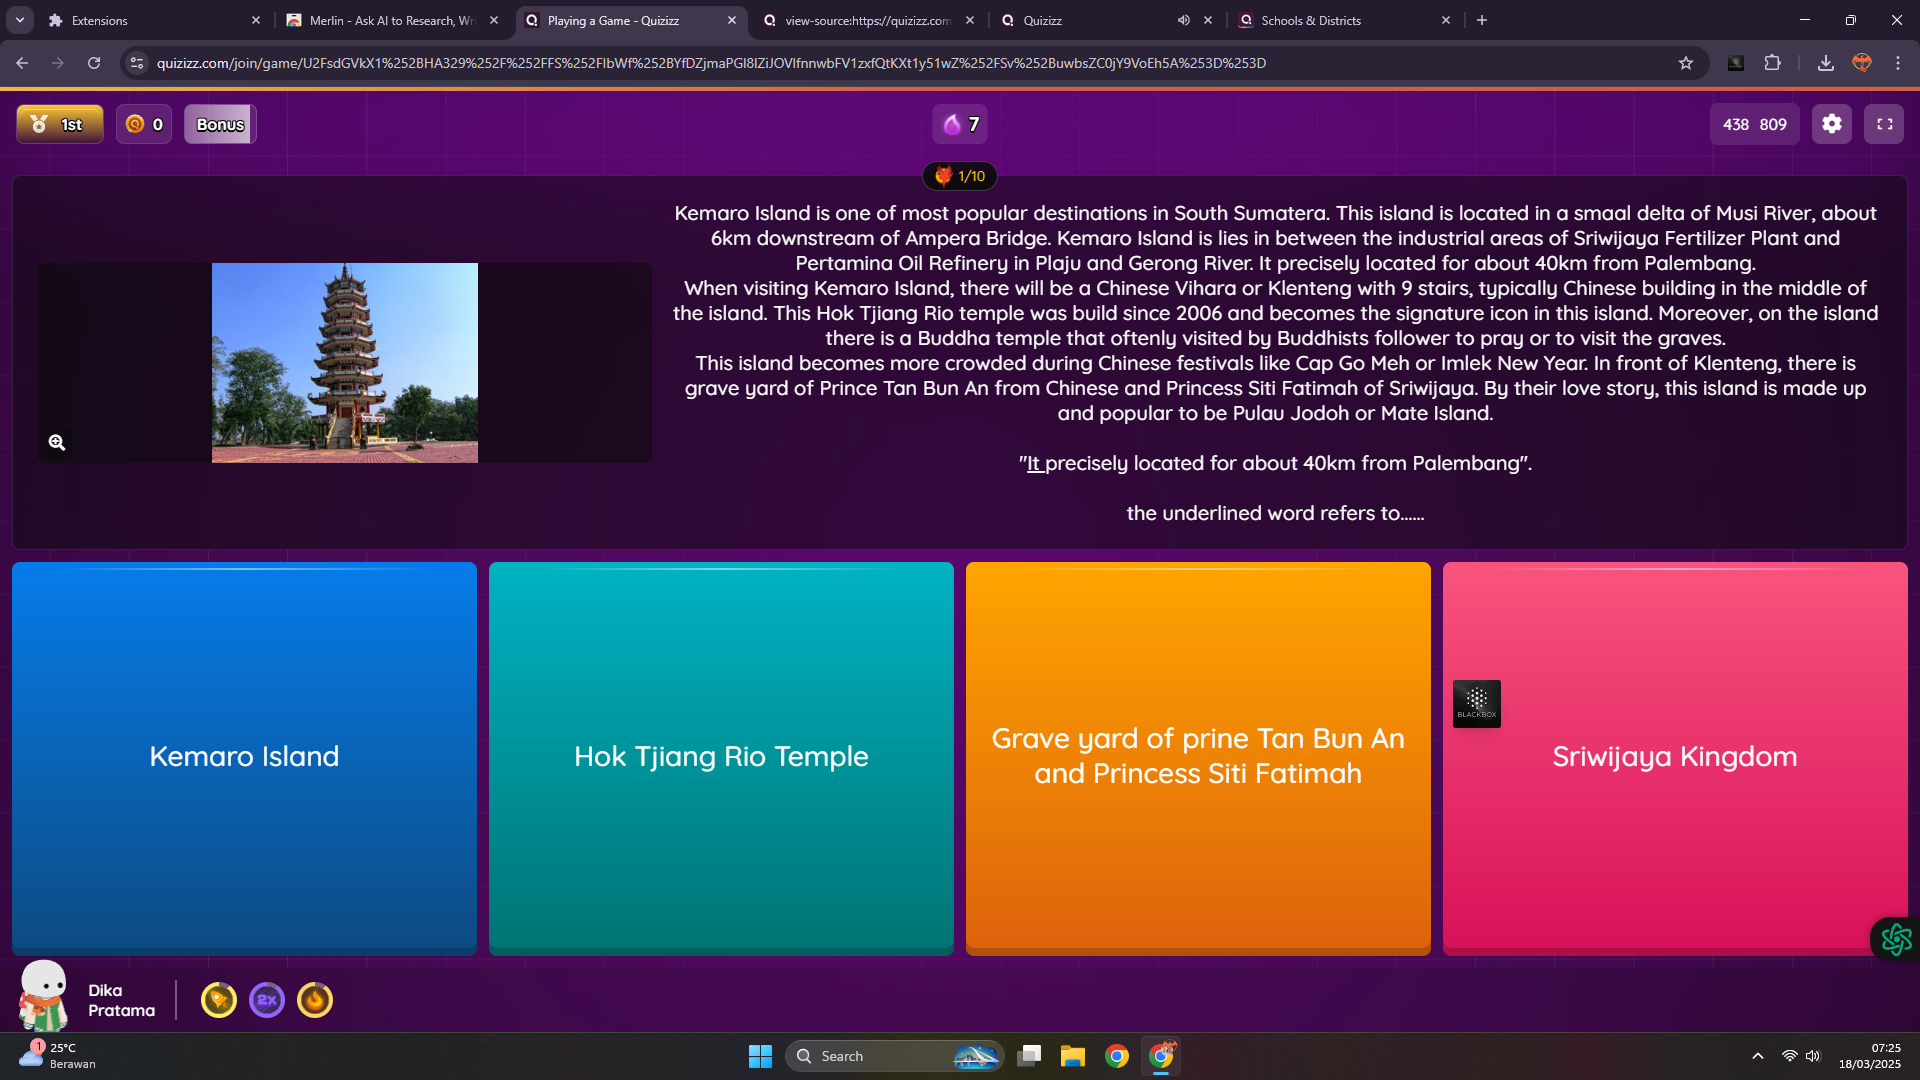 Extensions
Merlin - Ask AI to Research, Wri
Playing a Game - Quizizz
view-source:https://quizizz.com
Quizizz
Schools & Districts
quizizz.com/join/game/U2FsdGVkX1%252BHA329%252F%252FFS%252FIbWf%252BYfDZjmaPGI8IZiJOVIfnnwbFV1zxfQtKXt1y51wZ%252FSv%252BuwbsZC0jY9VoEh5A%253D%253D
1st
0
Bonus
7
438 809
1/10
Kemaro Island is one of most popular destinations in South Sumatera. This island is located in a smaal delta of Musi River, about
6km downstream of Ampera Bridge. Kemaro Island is lies in between the industrial areas of Sriwijaya Fertilizer Plant and
Pertamina Oil Refinery in Plaju and Gerong River. It precisely located for about 40km from Palembang.
When visiting Kemaro Island, there will be a Chinese Vihara or Klenteng with 9 stairs, typically Chinese building in the middle of
the island. This Hok Tjiang Rio temple was build since 2006 and becomes the signature icon in this island. Moreover, on the island
there is a Buddha temple that oftenly visited by Buddhists follower to pray or to visit the graves.
This island becomes more crowded during Chinese festivals like Cap Go Meh or Imlek New Year. In front of Klenteng, there is
grave yard of Prince Tan Bun An from Chinese and Princess Siti Fatimah of Sriwijaya. By their love story, this island is made up
and popular to be Pulau Jodoh or Mate Island.
"It precisely located for about 40km from Palembang".
the underlined word refers to......
Kemaro Island
Hok Tjiang Rio Temple
Grave yard of prine Tan Bun An
and Princess Siti Fatimah
Sriwijaya Kingdom
BLACKBOX
Dika
Pratama
2x
1
25°C
Berawan
Search
07:25
18/03/2025